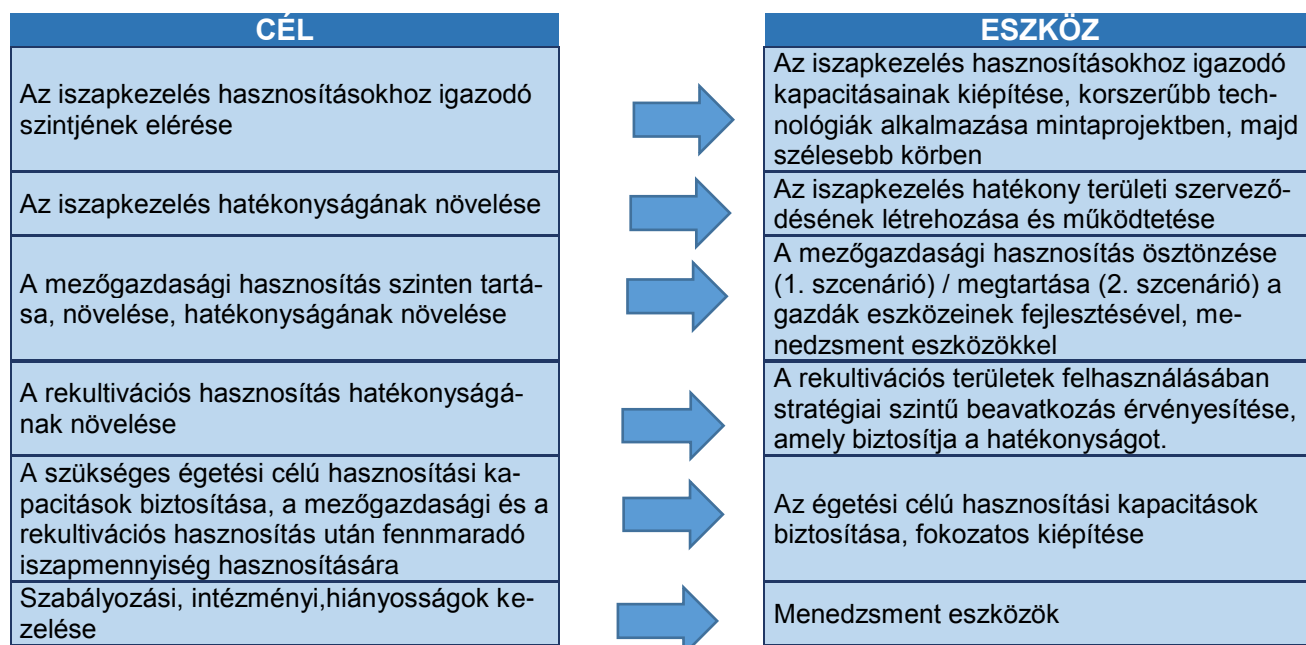 CÉL
ESZKÖZ
Az iszapkezelés hasznosításokhoz igazodó
szintjének elérése
Az iszapkezelés hasznosításokhoz igazodó
kapacitásainak kiépítése, korszerűbb tech-
nológiák alkalmazása mintaprojektben, majd
szélesebb körben
Az iszapkezelés hatékonyságának növelése
Az iszapkezelés hatékony területi szervező-
désének létrehozása és működtetése
A mezőgazdasági hasznosítás szinten tartá-
sa, növelése, hatékonyságának növelése
A mezőgazdasági hasznosítás ösztönzése
(1. szcenárió) / megtartása (2. szcenárió) a
gazdák eszközeinek fejlesztésével, me-
nedzsment eszközökkel
A rekultivációs hasznosítás hatékonyságá-
nak növelése
A rekultivációs területek felhasználásában
stratégiai szintű beavatkozás érvényesítése,
amely biztosítja a hatékonyságot.
A szükséges égetési célú hasznosítási ka-
pacitások biztosítása, a mezőgazdasági és a
rekultivációs hasznosítás után fennmaradó
iszapmennyiség hasznosítására
Az égetési célú hasznosítási kapacitások
biztosítása, fokozatos kiépítése
Szabályozási, intézményi,hiányosságok ke-
zelése
Menedzsment eszközök